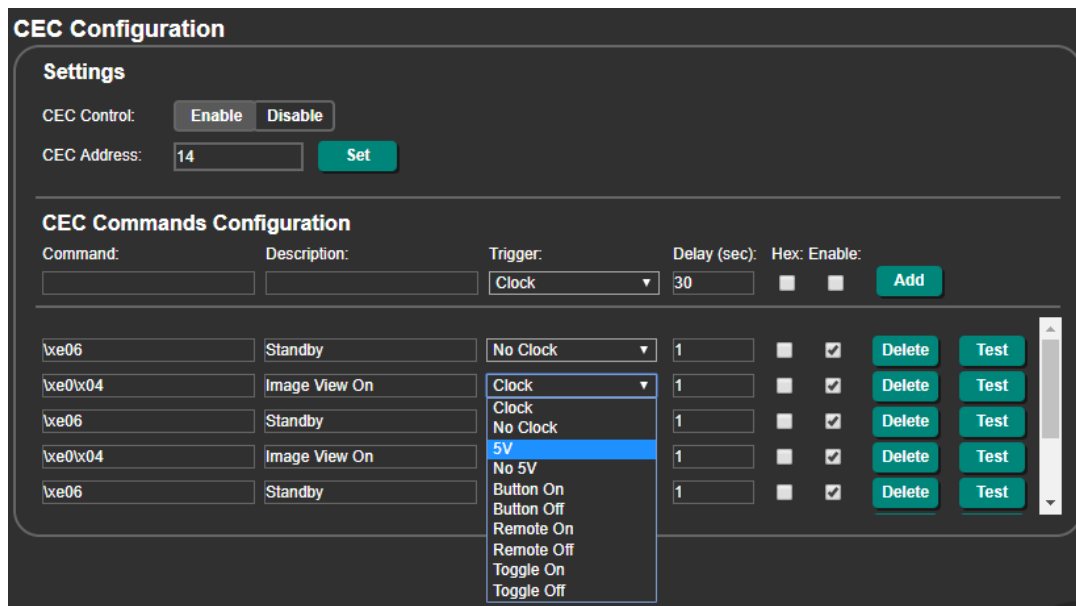 CEC Configuration
Settings
CEC Control: Enable Disable
CEC Address: 14 Set
CEC Commands Configuration
Command: Description: Trigger: Delay (sec): Hex: Enable:
Clock 30 Add
\xe06 Standby No Clock 1 Delete Test
\xe0\x04 Image View On Clock 1 Delete Test
Clock
\xe06 Standby No Clock 1 Delete Test
5V
\xe0\x04 Image View On No 5V 1 Delete Test
Button On
\xe06 Standby Button Off 1 Delete Test
Remote On
Remote Off
Toggle On
Toggle Off